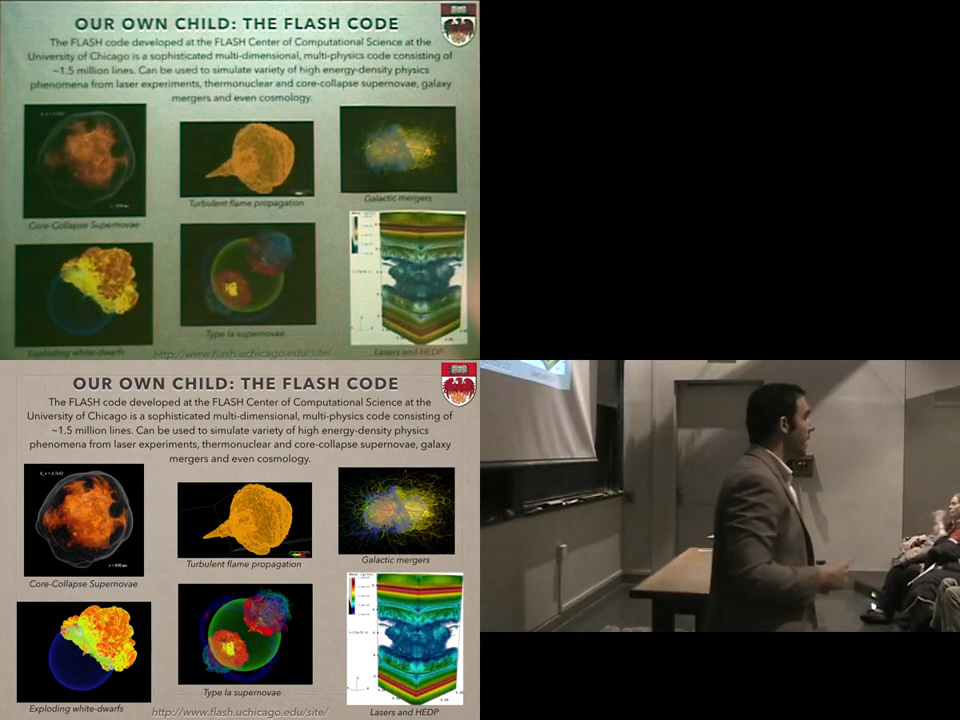 OUR OWN CHILD: THE FLASH CODE
The FLASH code developed at the FLASH Center of Computational Science at the
University of Chicago is a sophisticated multi-dimensional, multi-physics code consisting of
~1.5 million lines. Can be used to simulate variety of high energy-density physics
phenomena from laser experiments, thermonuclear and core-collapse supernovae, galaxy
mergers and even cosmology.
Core-Collapse Supernovae
Turbulent flame propagation
Galactic mergers
Exploding white-dwarfs
Type Ia supernovae
Lasers and HEDP
http://www.flash.uchicago.edu/site/
OUR OWN CHILD: THE FLASH CODE
The FLASH code developed at the FLASH Center of Computational Science at the
University of Chicago is a sophisticated multi-dimensional, multi-physics code consisting of
~1.5 million lines. Can be used to simulate variety of high energy-density physics
phenomena from laser experiments, thermonuclear and core-collapse supernovae, galaxy
mergers and even cosmology.
Core-Collapse Supernovae
Turbulent flame propagation
Galactic mergers
Exploding white-dwarfs
Type Ia supernovae
Lasers and HEDP
http://www.flash.uchicago.edu/site/